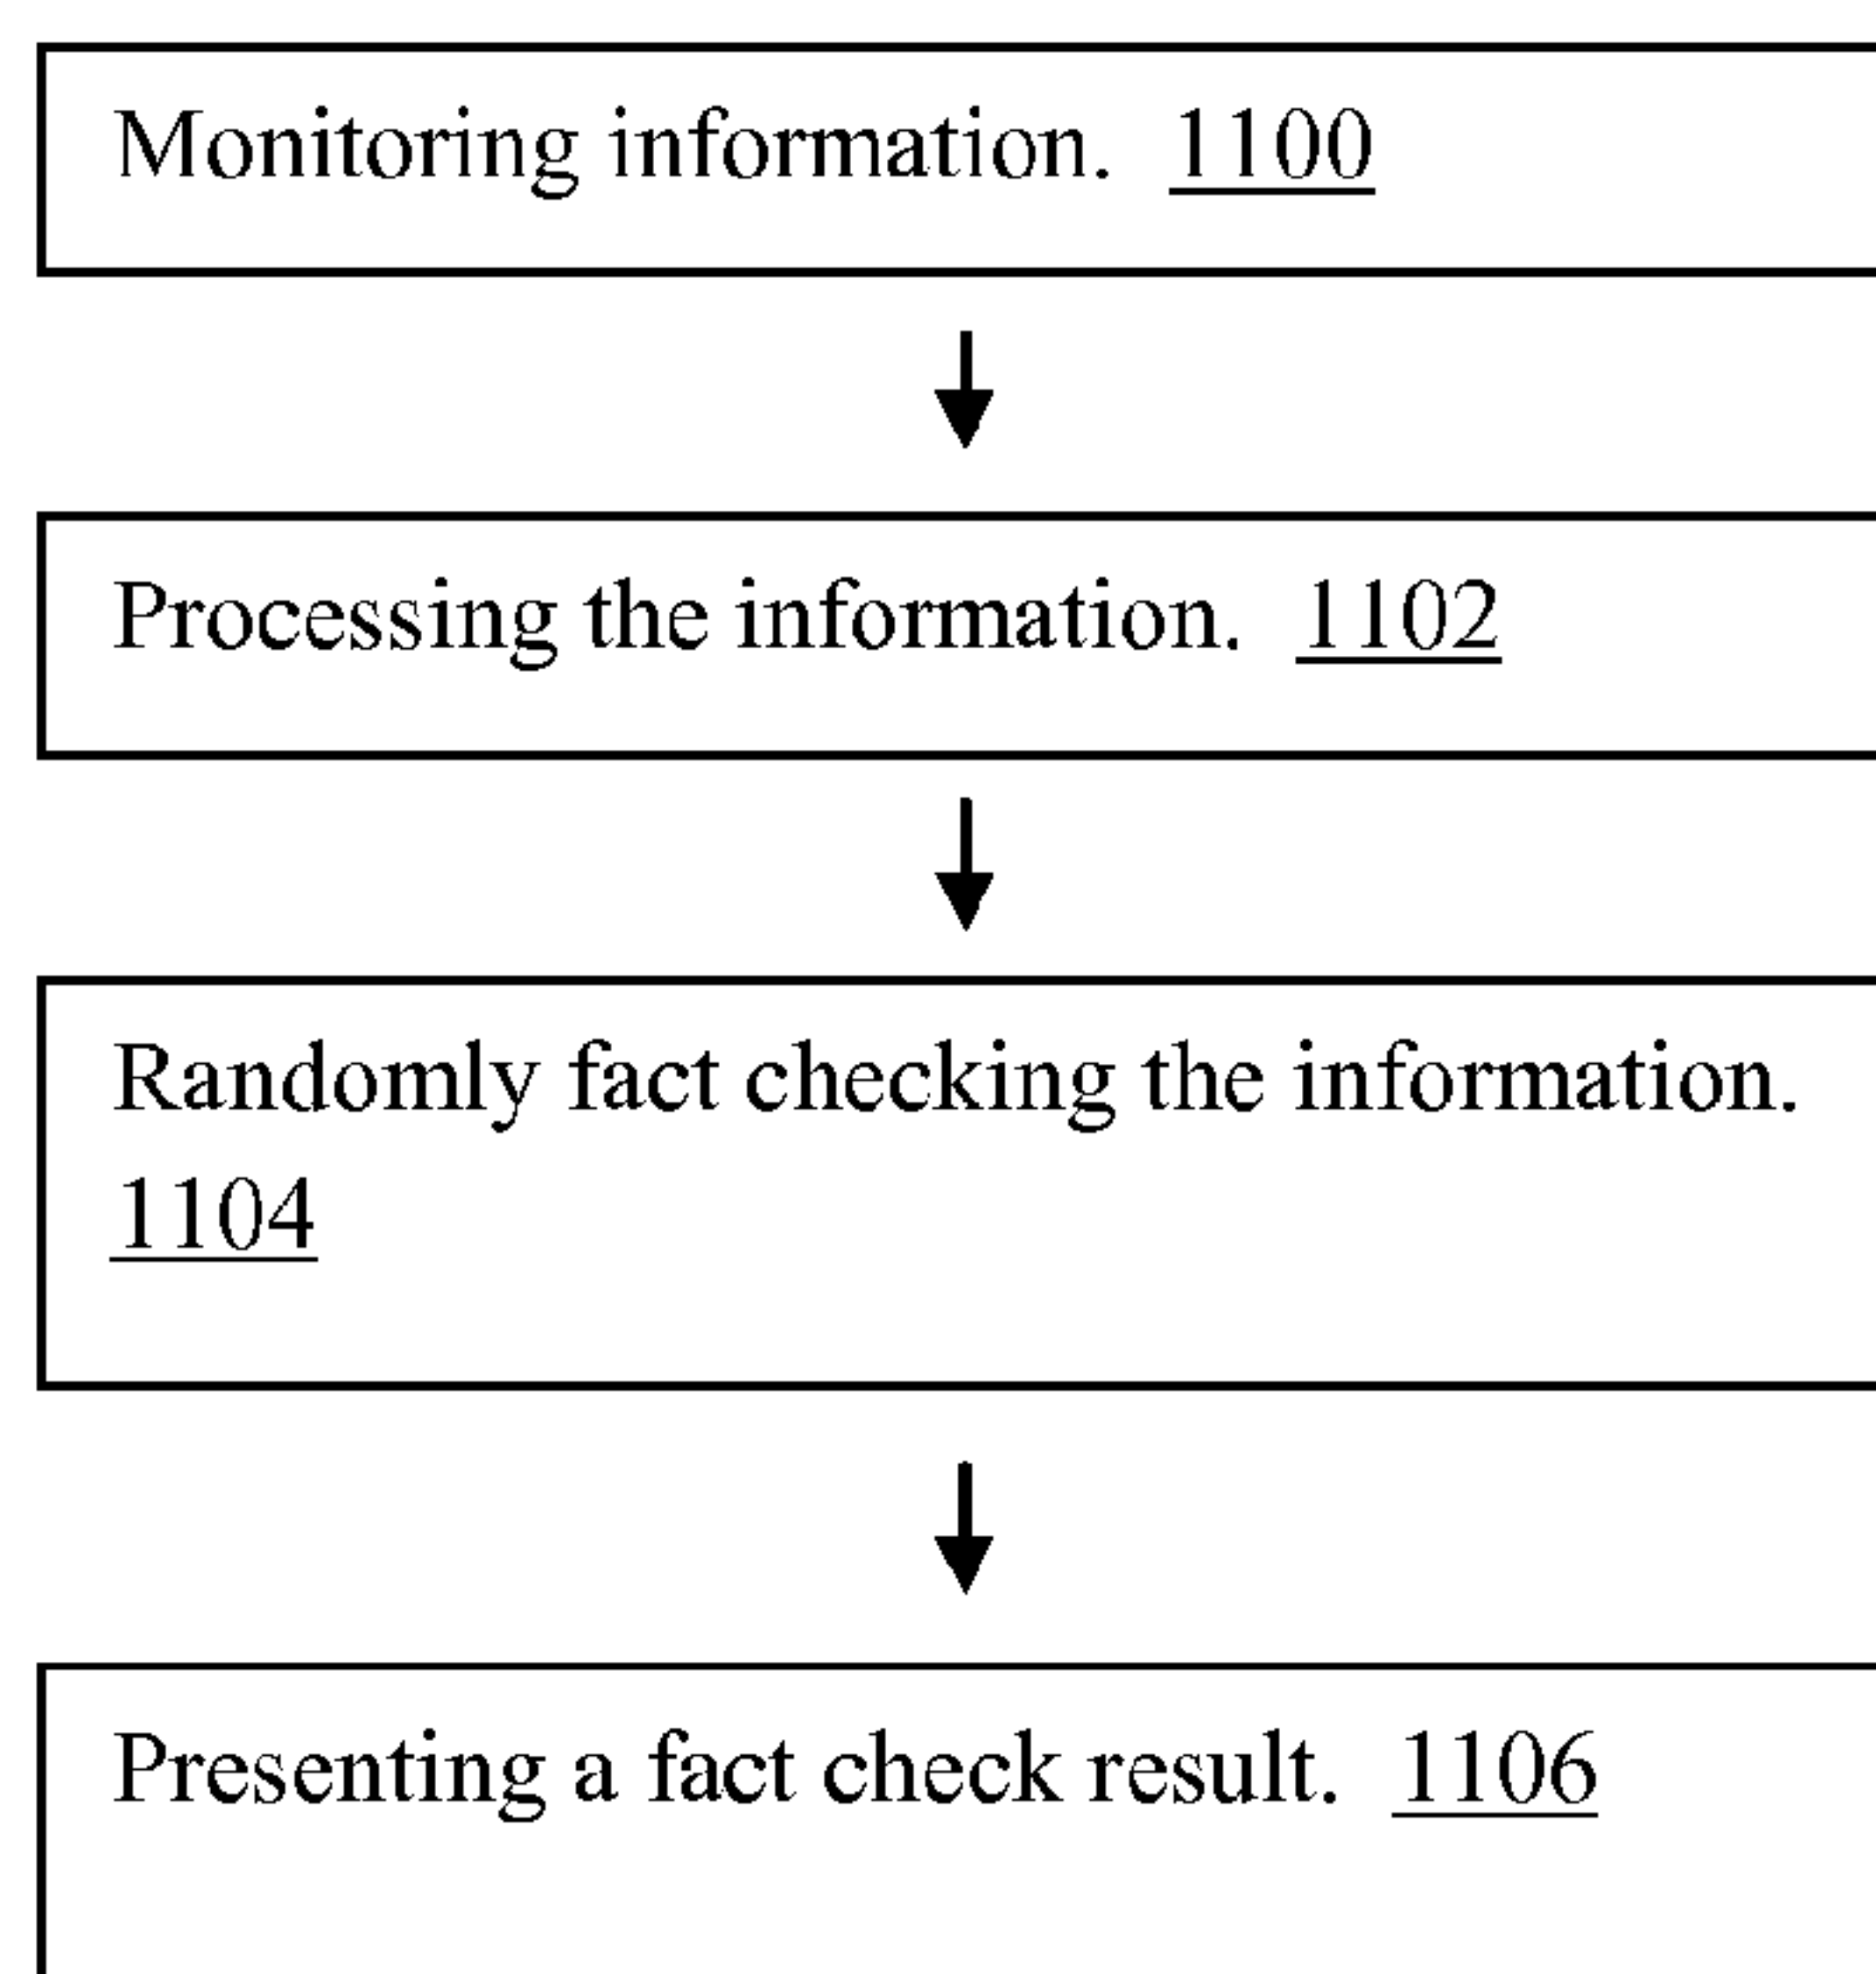 Monitoring information. 1100
Processing the information. 1102
Randomly fact checking the information.
1104
Presenting a fact check result. 1106